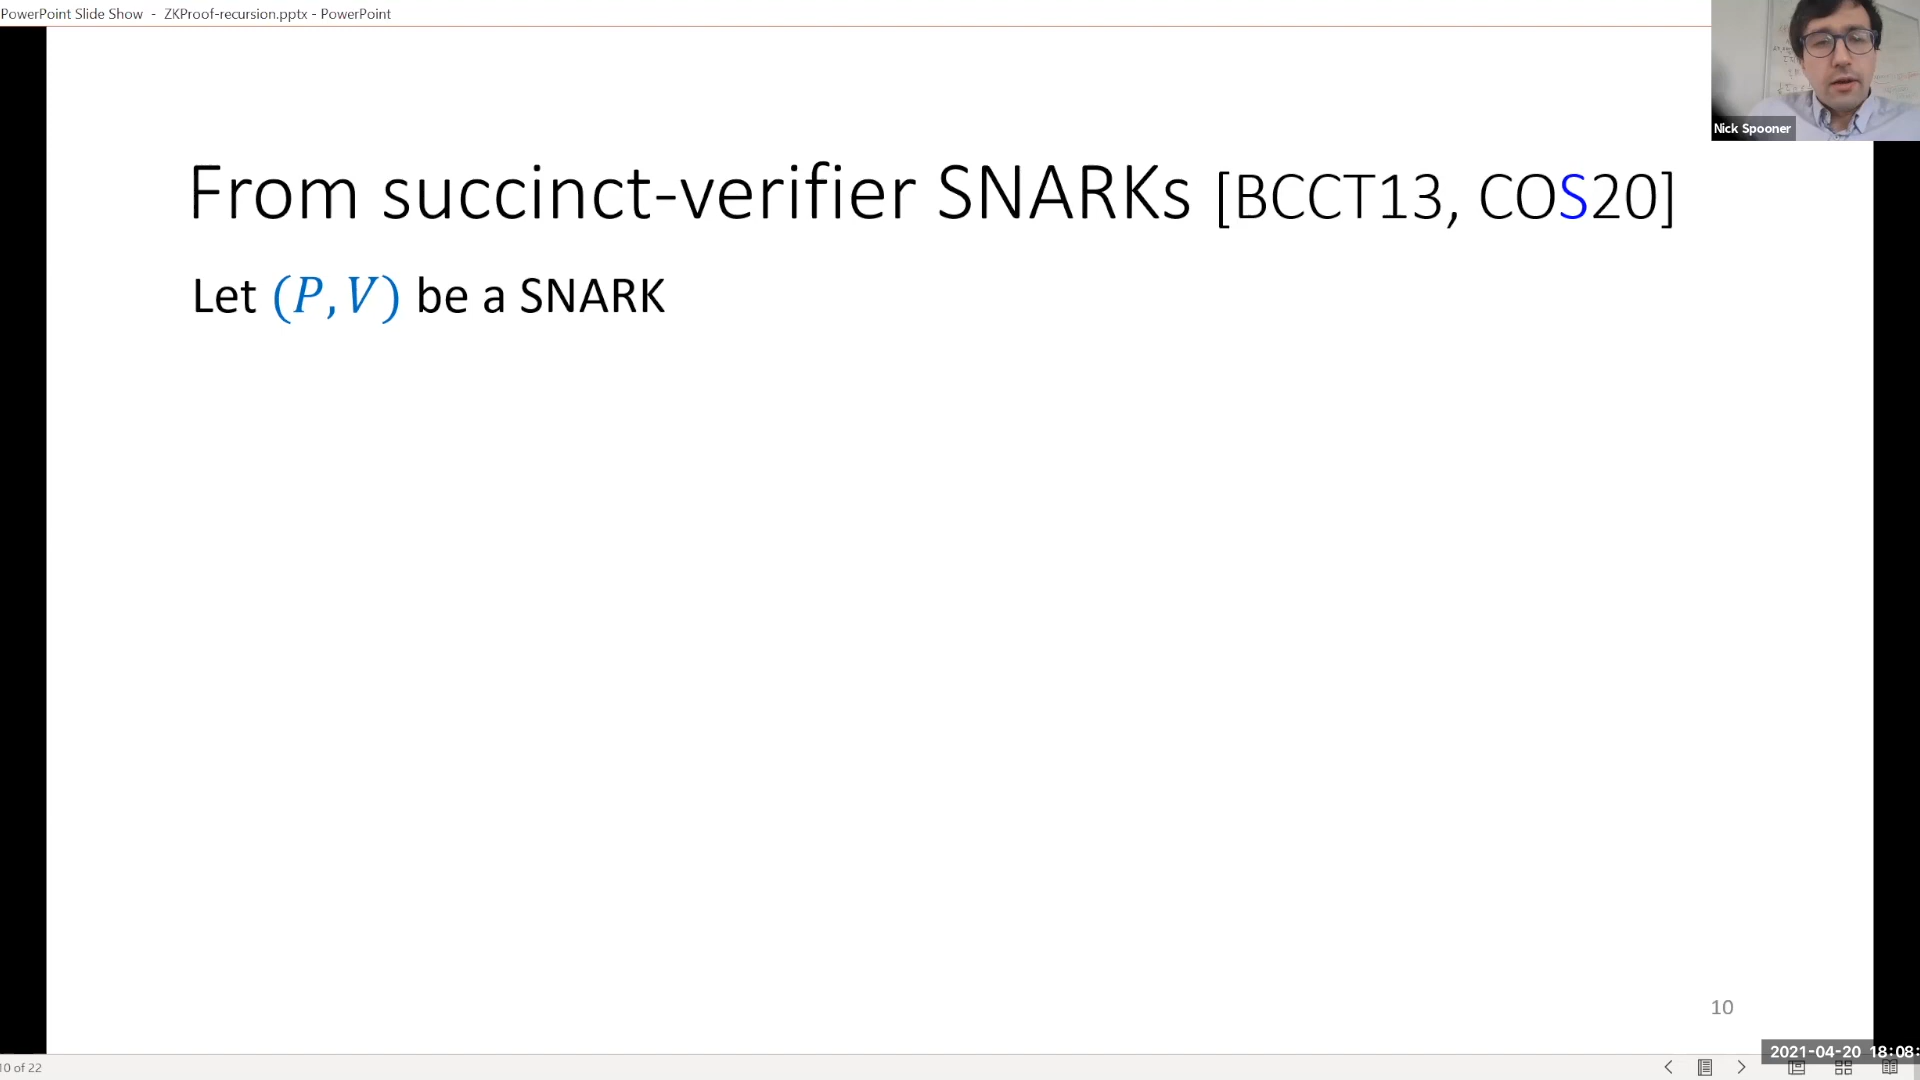 PowerPoint Slide Show - ZKProof-recursion.pptx - PowerPoint
Nick Spooner
From succinct-verifier SNARKs [BCCT13, COS20]
Let (P, V) be a SNARK
10
2021-04-20 18:08:
10 of 22